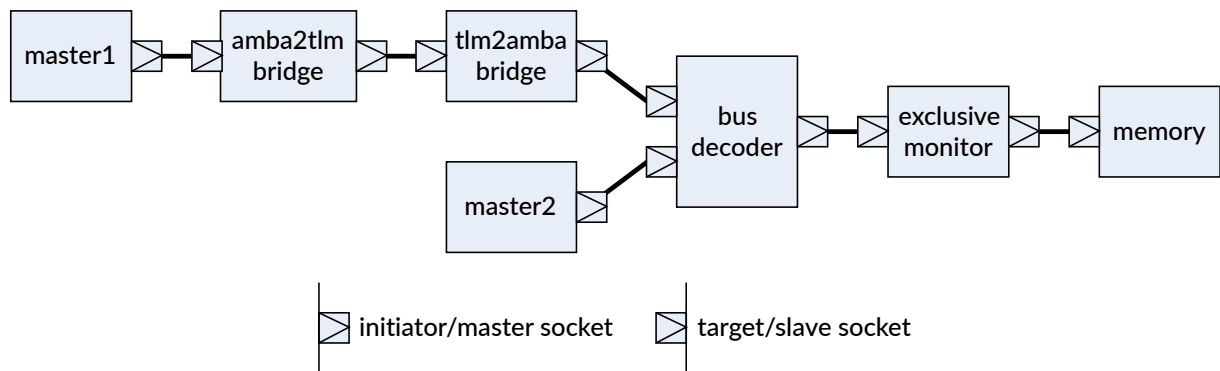 master1
amba2tlm
bridge
tlm2amba
bridge
bus
decoder
exclusive
monitor
memory
master2
initiator/master socket
target/slave socket